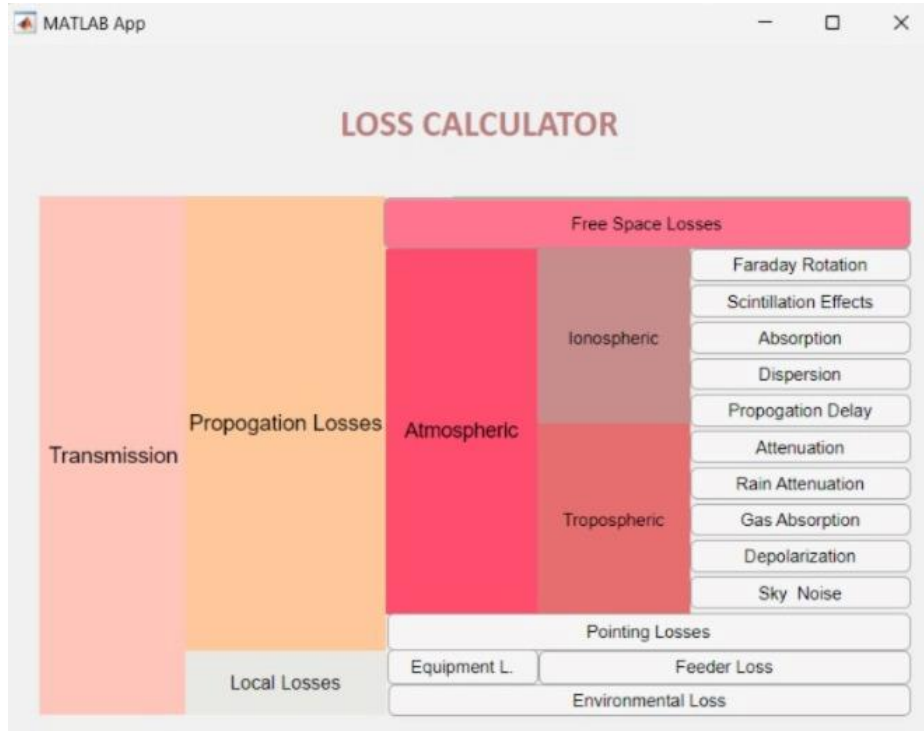 MATLAB App
LOSS CALCULATOR
Free Space Losses
Faraday Rotation
Scintillation Effects
Ionospheric
Absorption
Dispersion
Propogation Delay
Propogation Losses
Atmospheric
Transmission
Attenuation
Rain Attenuation
Tropospheric
Gas Absorption
Depolarization
Sky Noise
Pointing Losses
Local Losses
Equipment L.
Feeder Loss
Environmental Loss